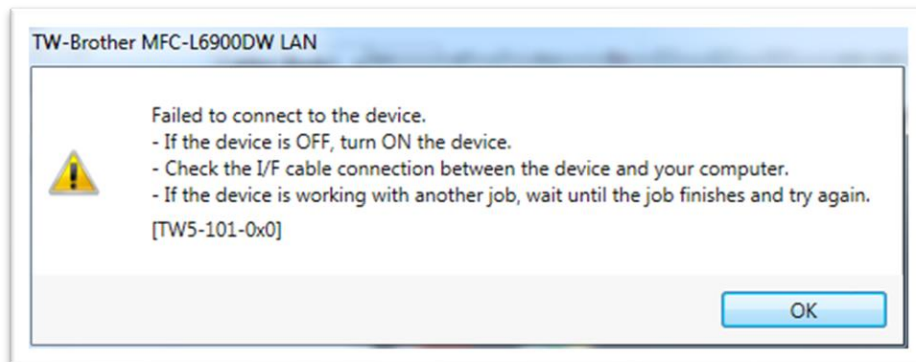 TW-Brother MFC-L6900DW LAN
Failed to connect to the device.
- If the device is OFF, turn ON the device.
- Check the I/F cable connection between the device and your computer.
- If the device is working with another job, wait until the job finishes and try again.
[TW5-101-0x0]
OK